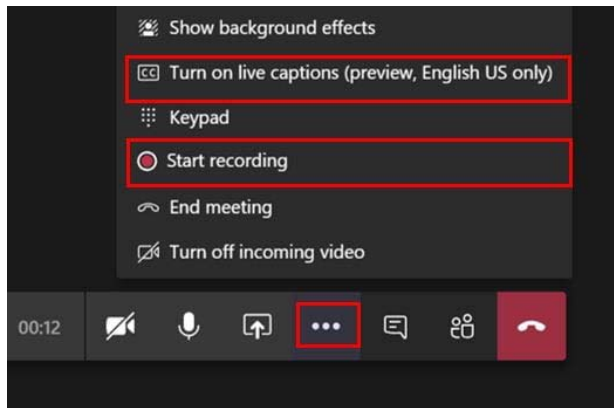 Show background effects
CC Turn on live captions (preview, English US only)
Keypad
Start recording
End meeting
Turn off incoming video
00:12